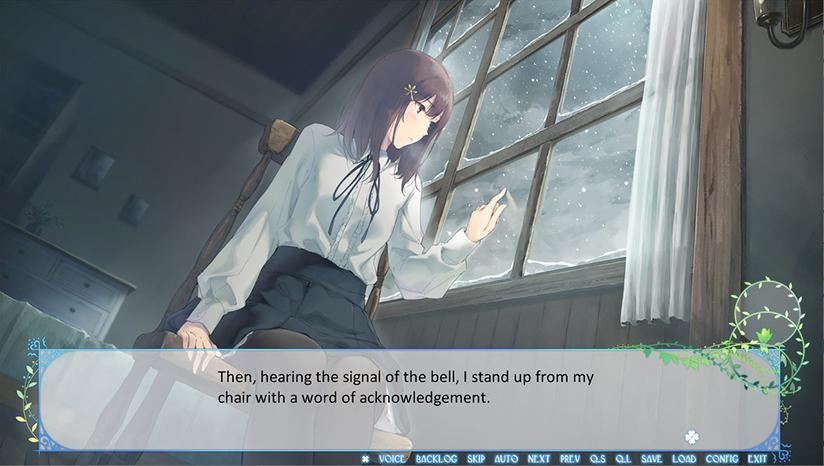 Then, hearing the signal of the bell, I stand up from my
chair with a word of acknowledgement.
VOICE BACKLOG SKIP AUTO NEXT PREV Q.S Q.L SAVE LOAD CONFIG EXIT